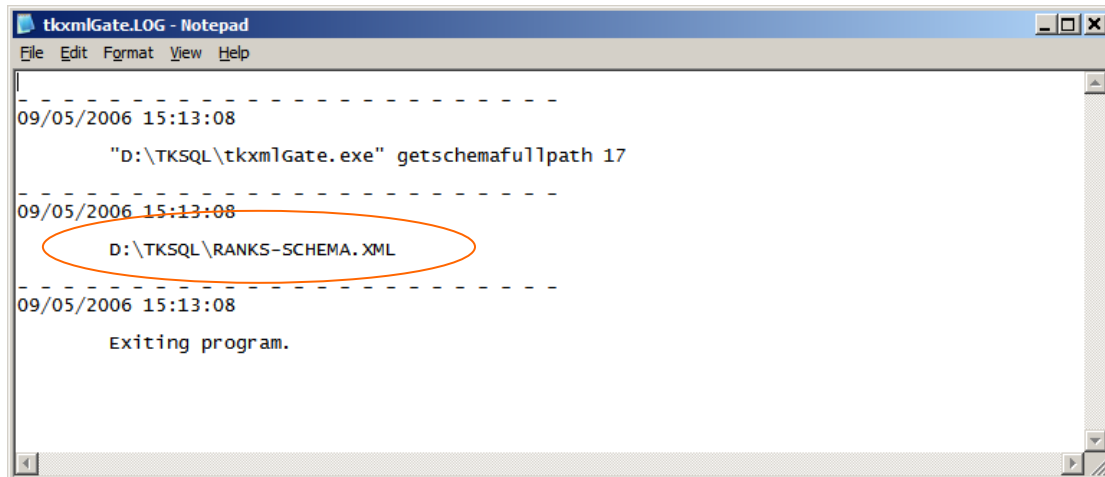 tkxmlGate.LOG - Notepad
File Edit Format View Help
- - - - - - - - - - - - - - - - - - - - - - - -
09/05/2006 15:13:08
"D:\TKSQL\tkxmlGate.exe" getschemafullpath 17
- - - - - - - - - - - - - - - - - - - - - - - -
09/05/2006 15:13:08
D:\TKSQL\RANKS-SCHEMA.XML
- - - - - - - - - - - - - - - - - - - - - - - -
09/05/2006 15:13:08
Exiting program.